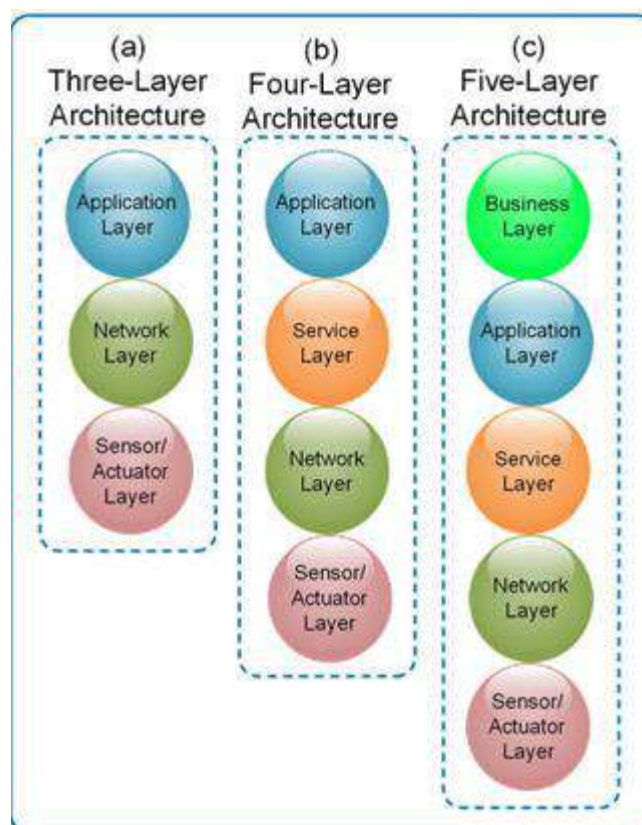 (a)
Three-Layer
Architecture
Application
Layer
Network
Layer
Sensor/
Actuator
Layer
(b)
Four-Layer
Architecture
Application
Layer
Service
Layer
Network
Layer
Sensor/
Actuator
Layer
(c)
Five-Layer
Architecture
Business
Layer
Application
Layer
Service
Layer
Network
Layer
Sensor/
Actuator
Layer